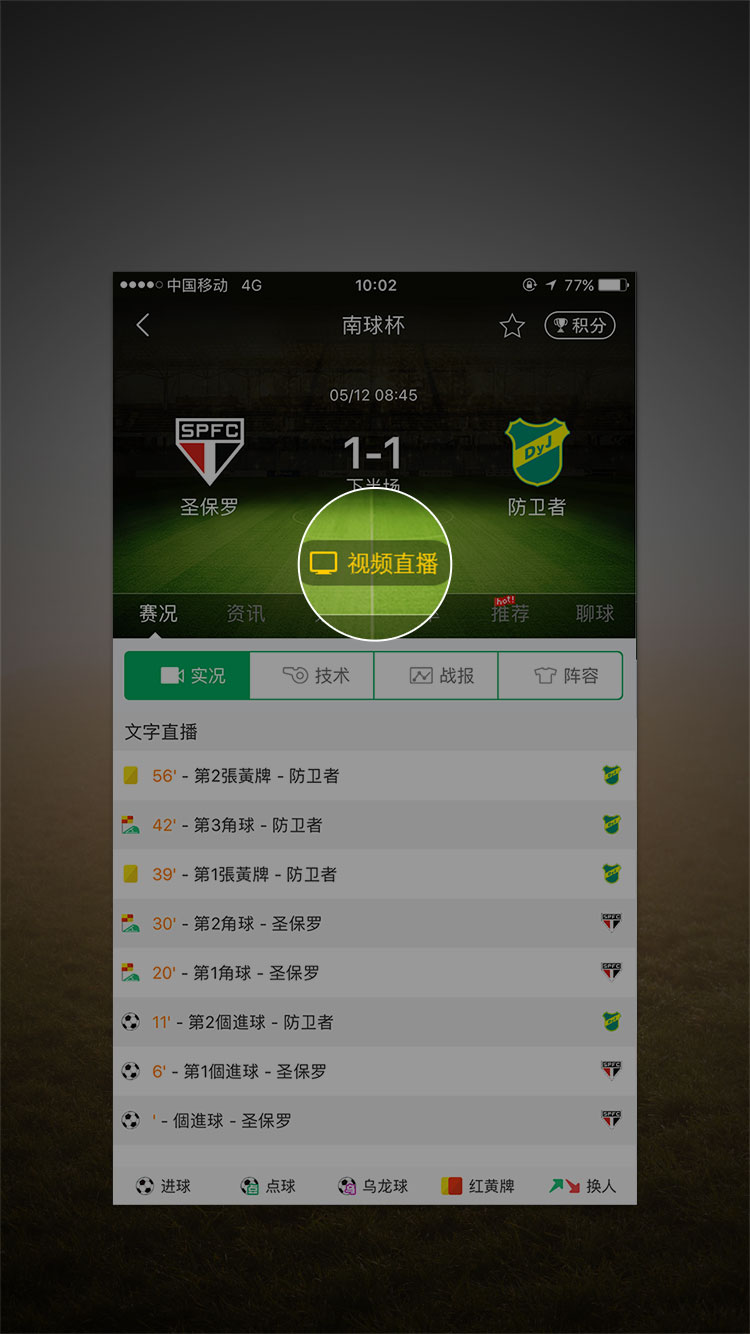 中国移动 4G 10:02 77%
南球杯 积分
05/12 08:45
SPFC 1-1 DyJ
下半场
圣保罗 防卫者
视频直播
赛况 资讯 推荐 hot! 聊球
实况 技术 战报 阵容
文字直播
56' - 第2張黃牌 - 防卫者
42' - 第3角球 - 防卫者
39' - 第1張黃牌 - 防卫者
30' - 第2角球 - 圣保罗
20' - 第1角球 - 圣保罗
11' - 第2個進球 - 防卫者
6' - 第1個進球 - 圣保罗
' - 個進球 - 圣保罗
进球 点球 乌龙球 红黄牌 换人